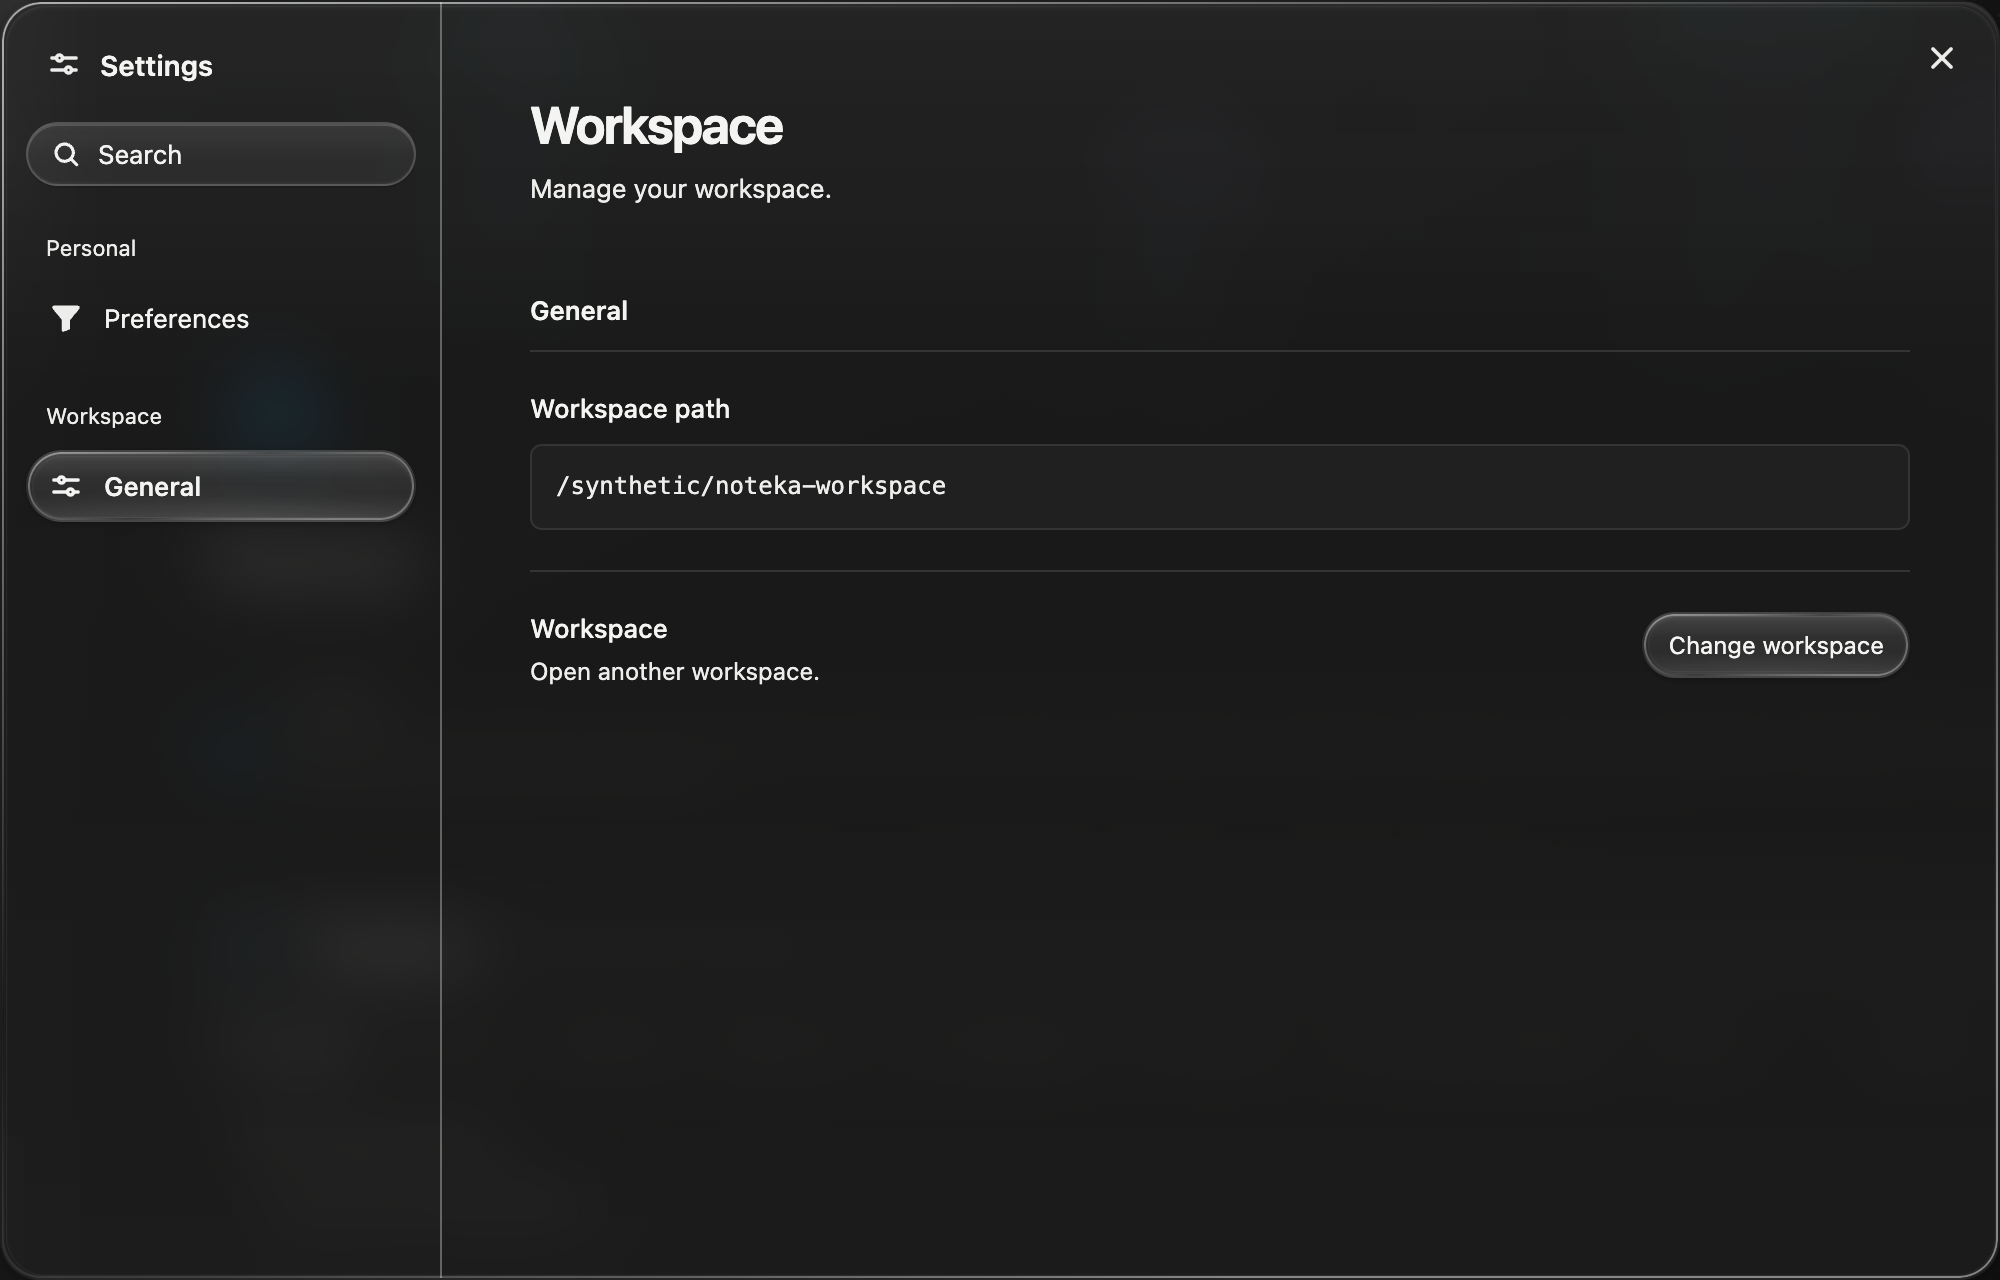 Settings
Search
Personal
Preferences
Workspace
General
Workspace
Manage your workspace.
General
Workspace path
/synthetic/noteka-workspace
Workspace
Open another workspace.
Change workspace